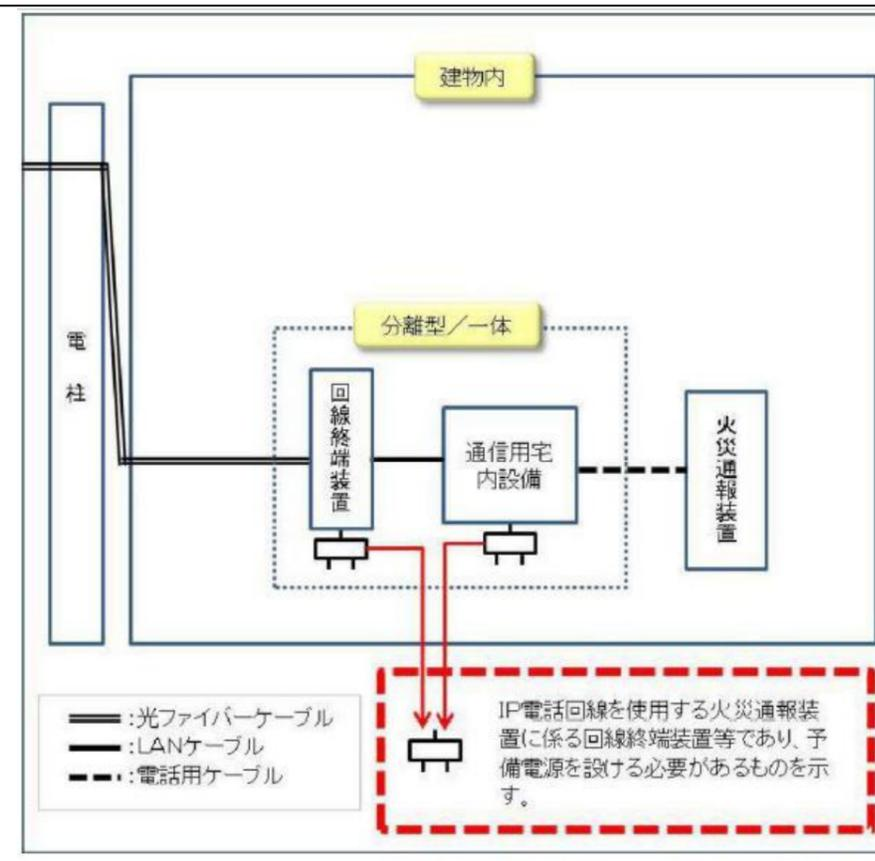 建物内
電柱
分離型／一体
回線終端装置
通信用宅
内設備
火災通報装置
:光ファイバーケーブル
:LANケーブル
:電話用ケーブル
IP電話回線を使用する火災通報装
置に係る回線終端装置等であり、予
備電源を設ける必要があるものを示
す。